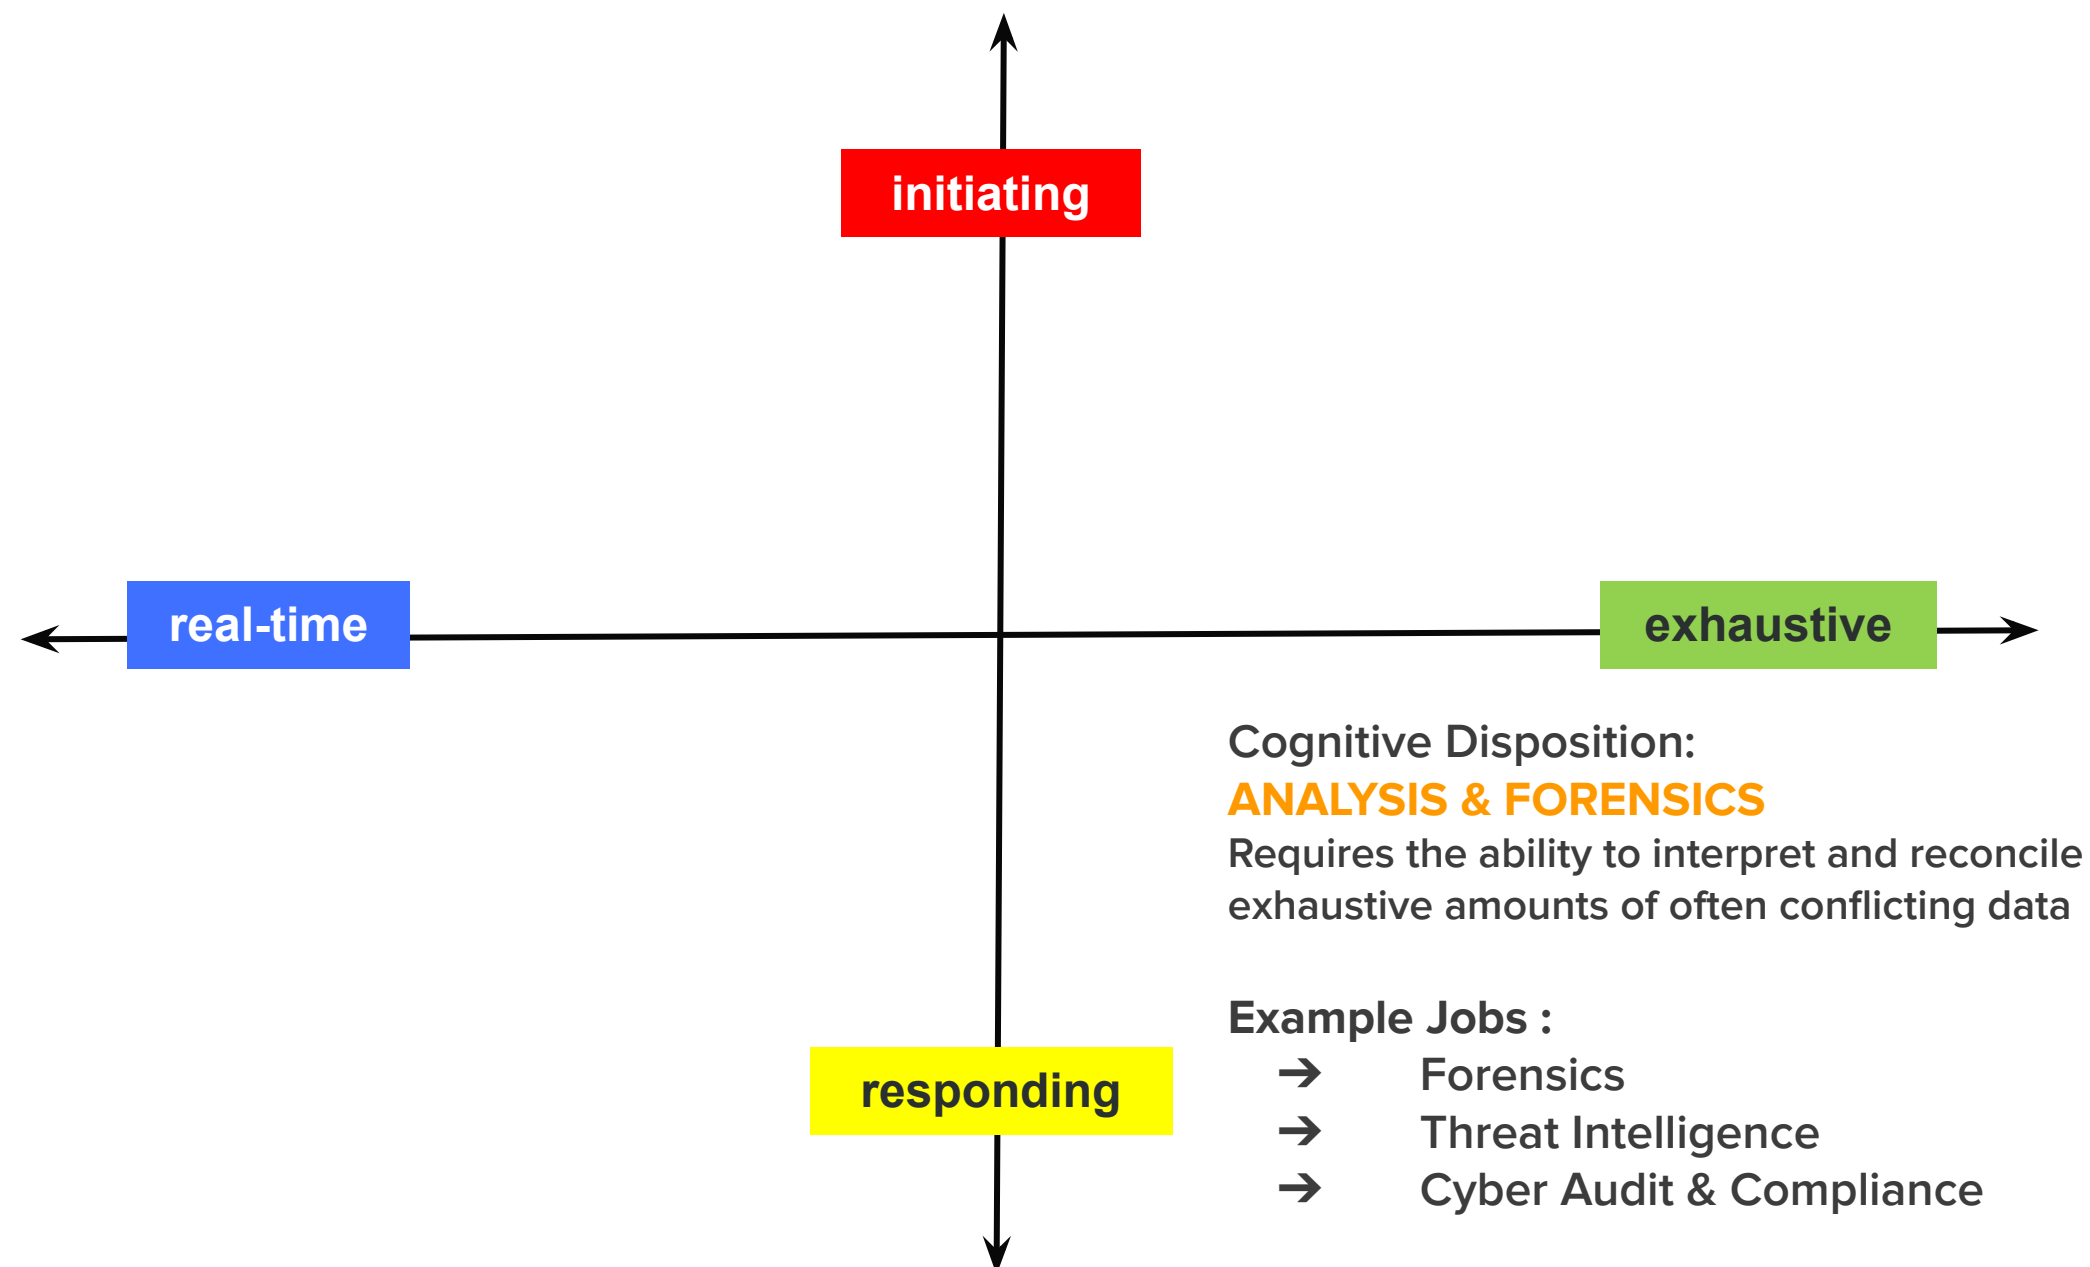 initiating
real-time
exhaustive
Cognitive Disposition:
ANALYSIS & FORENSICS
Requires the ability to interpret and reconcile
exhaustive amounts of often conflicting data
responding
Example Jobs :
➔ Forensics
➔ Threat Intelligence
➔ Cyber Audit & Compliance